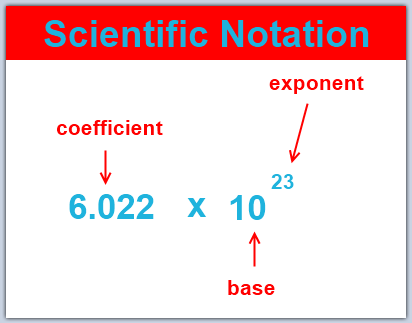 Scientific Notation
exponent
coefficient
6.022 x 10 23
base